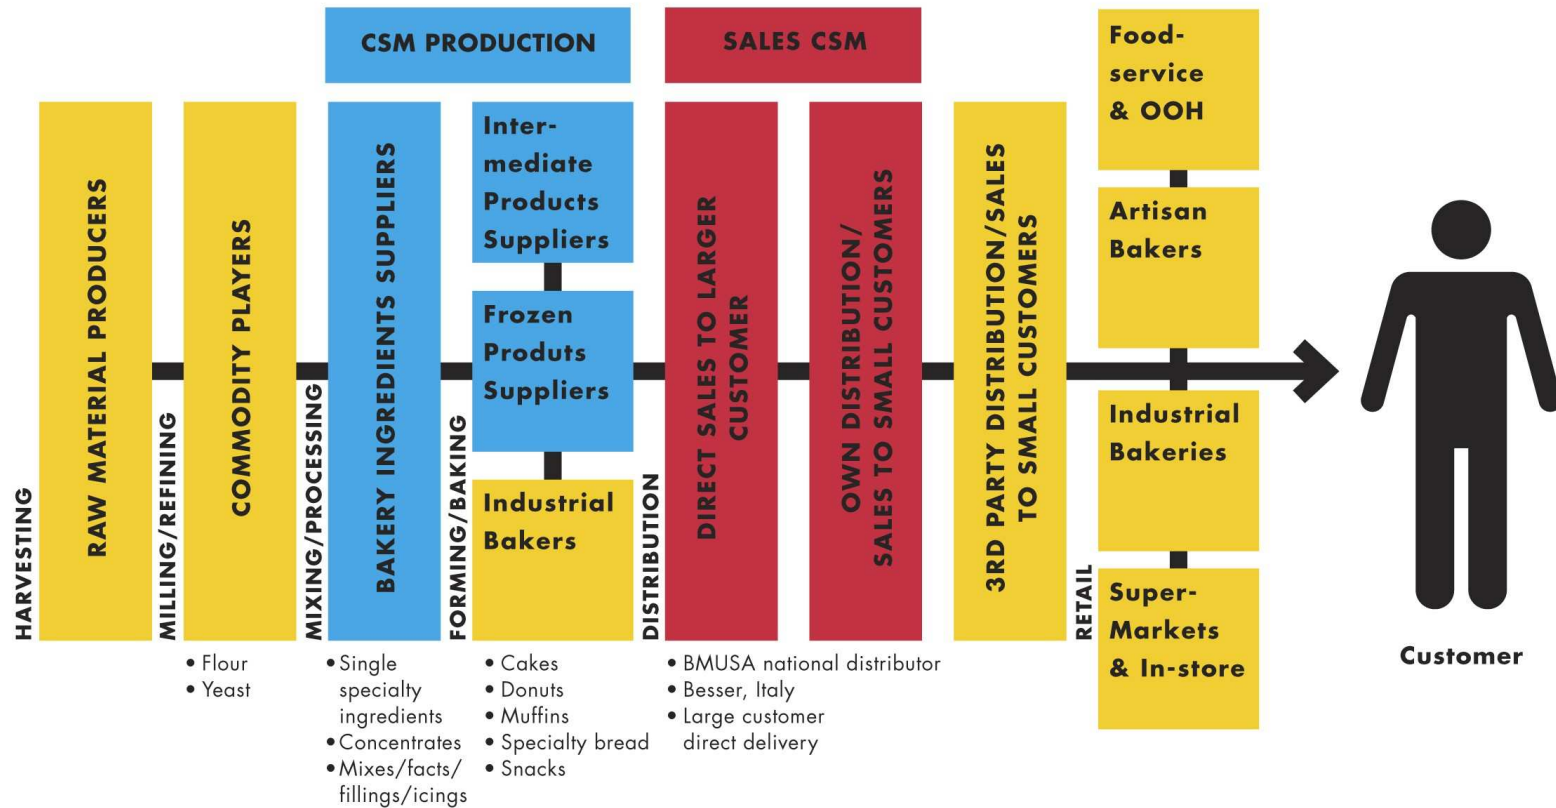 CSM PRODUCTION
SALES CSM
HARVESTING
RAW MATERIAL PRODUCERS
MILLING/REFINING
COMMODITY PLAYERS
• Flour
• Yeast
MIXING/PROCESSING
BAKERY INGREDIENTS SUPPLIERS
• Single
specialty
ingredients
• Concentrates
• Mixes/facts/
fillings/icings
FORMING/BAKING
Inter-
mediate
Products
Suppliers
Frozen
Produts
Suppliers
Industrial
Bakers
• Cakes
• Donuts
• Muffins
• Specialty bread
• Snacks
DISTRIBUTION
DIRECT SALES TO LARGER
CUSTOMER
OWN DISTRIBUTION/
SALES TO SMALL CUSTOMERS
• BMUSA national distributor
• Besser, Italy
• Large customer
direct delivery
3RD PARTY DISTRIBUTION/SALES
TO SMALL CUSTOMERS
RETAIL
Food-
service
& OOH
Artisan
Bakers
Industrial
Bakeries
Super-
Markets
& In-store
Customer